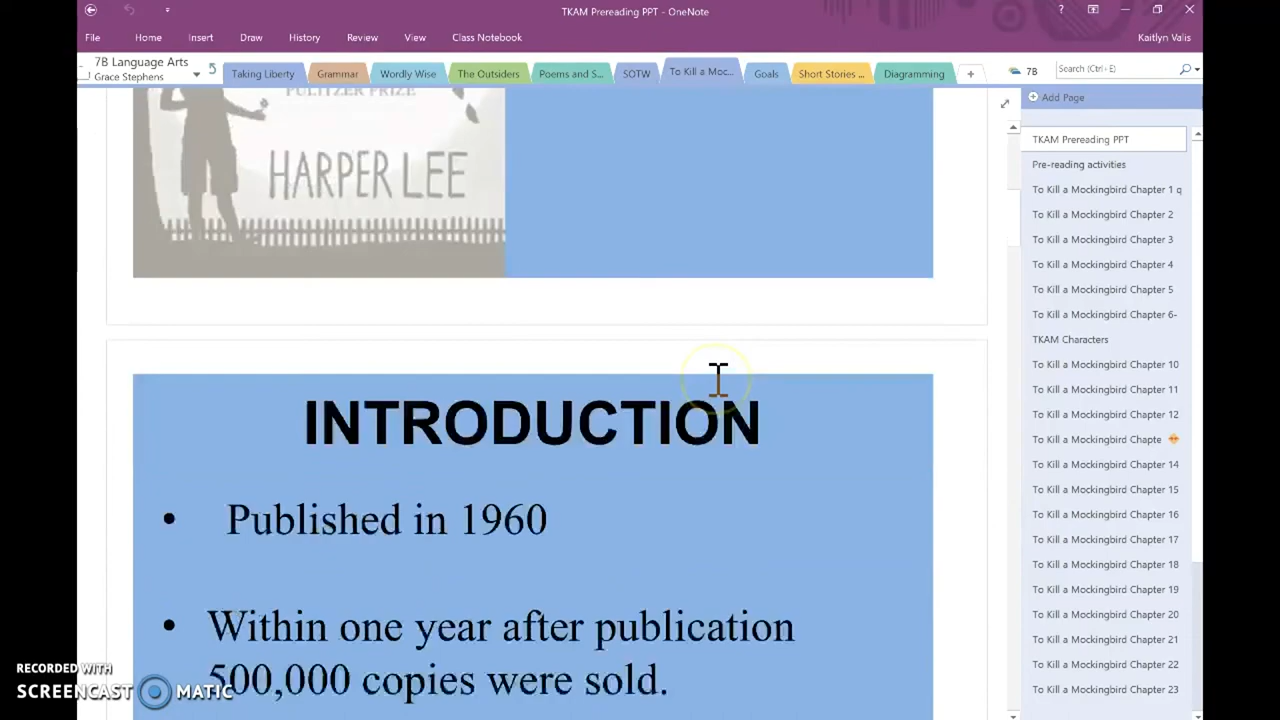 TKAM Prereading PPT - OneNote
?
File Home Insert Draw History Review View Class Notebook
Kaitlyn Valis
7B Language Arts
Grace Stephens
Taking Liberty Grammar Wordly Wise The Outsiders Poems and S... SOTW To Kill a Moc... Goals Short Stories ... Diagramming +
7B
Search (Ctrl+E)
Add Page
TKAM Prereading PPT
Pre-reading activities
To Kill a Mockingbird Chapter 1 q
To Kill a Mockingbird Chapter 2
To Kill a Mockingbird Chapter 3
To Kill a Mockingbird Chapter 4
To Kill a Mockingbird Chapter 5
To Kill a Mockingbird Chapter 6-
TKAM Characters
To Kill a Mockingbird Chapter 10
To Kill a Mockingbird Chapter 11
To Kill a Mockingbird Chapter 12
To Kill a Mockingbird Chapte
To Kill a Mockingbird Chapter 14
To Kill a Mockingbird Chapter 15
To Kill a Mockingbird Chapter 16
To Kill a Mockingbird Chapter 17
To Kill a Mockingbird Chapter 18
To Kill a Mockingbird Chapter 19
To Kill a Mockingbird Chapter 20
To Kill a Mockingbird Chapter 21
To Kill a Mockingbird Chapter 22
To Kill a Mockingbird Chapter 23
PULITZER PRIZE
HARPER LEE
INTRODUCTION
• Published in 1960
• Within one year after publication
500,000 copies were sold.
RECORDED WITH
SCREENCAST MATIC